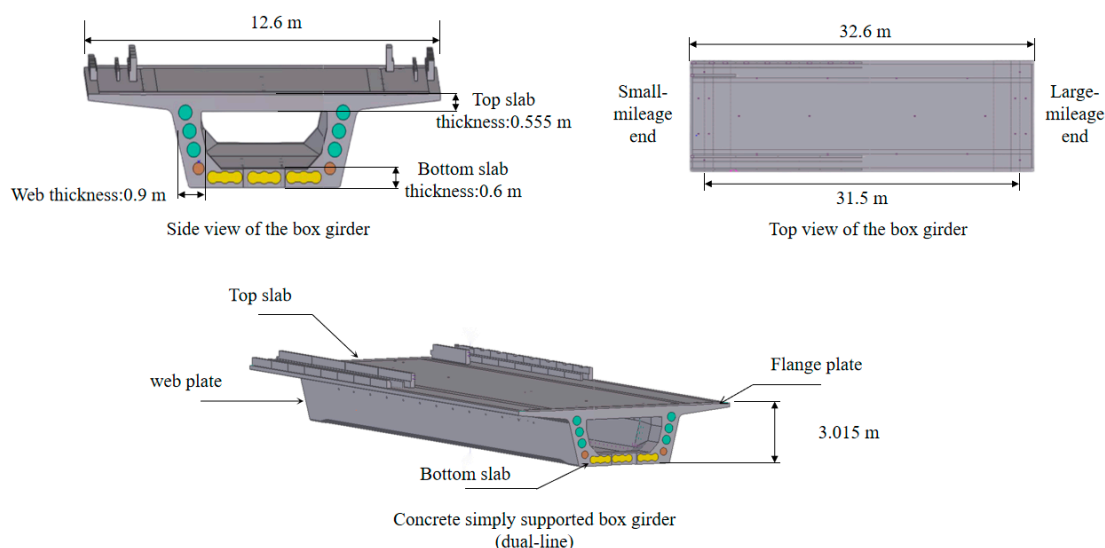 12.6 m
Top slab
thickness:0.555 m
Bottom slab
thickness:0.6 m
Web thickness:0.9 m
Side view of the box girder
32.6 m
Small-
mileage
end
Large-
mileage
end
31.5 m
Top view of the box girder
Top slab
web plate
Flange plate
3.015 m
Bottom slab
Concrete simply supported box girder
(dual-line)